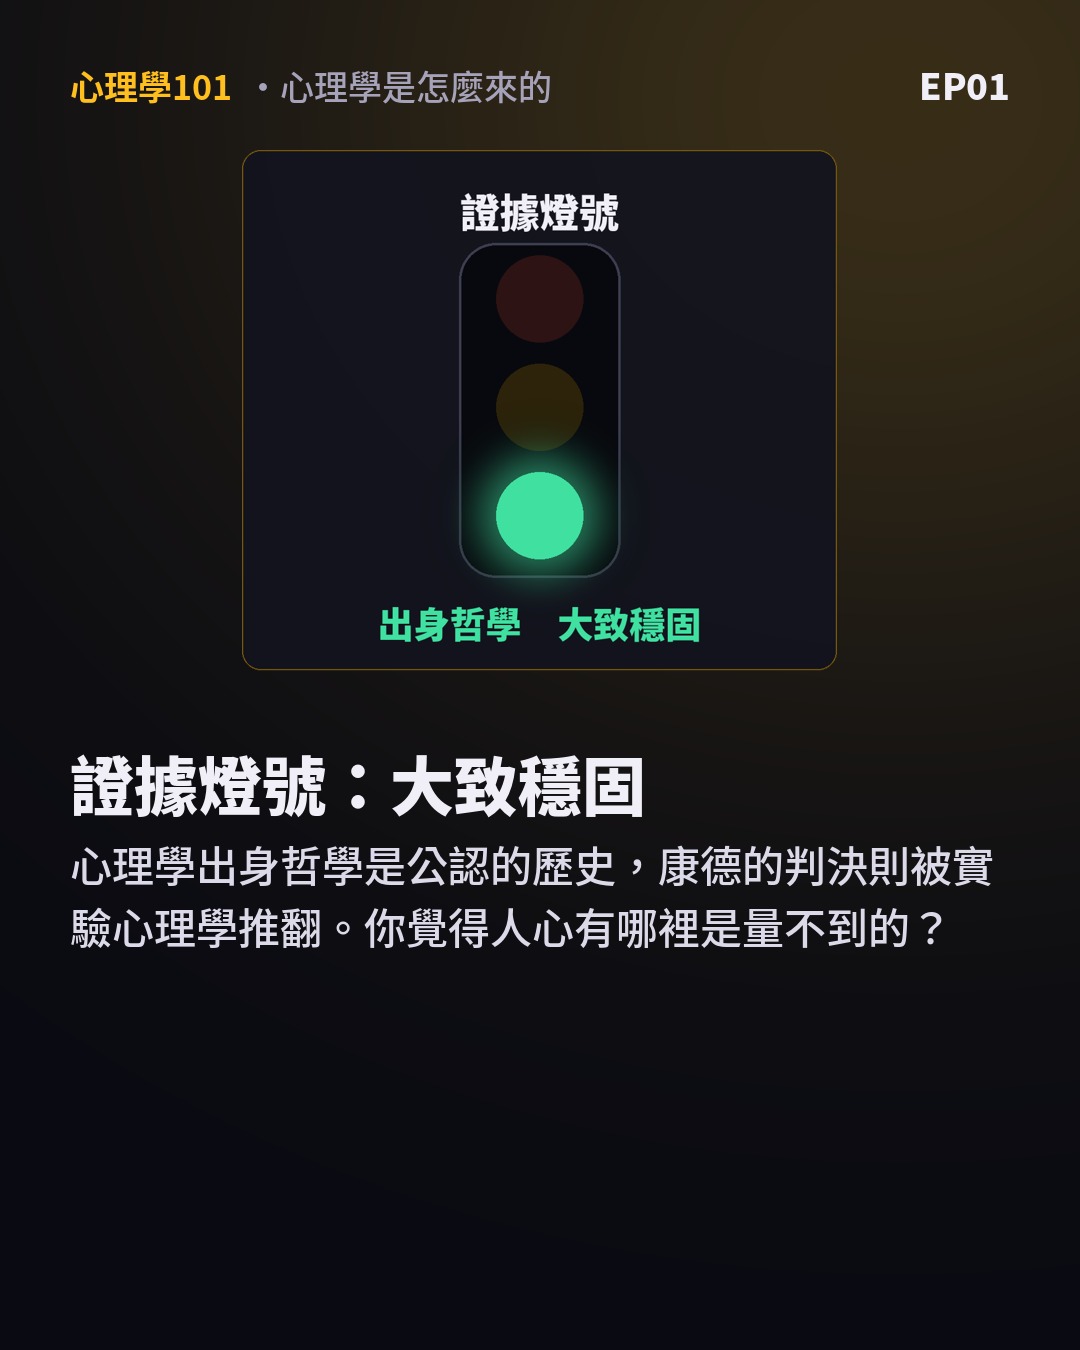 心理學101 ・心理學是怎麼來的
EP01
證據燈號
出身哲學　大致穩固
證據燈號：大致穩固
心理學出身哲學是公認的歷史，康德的判決則被實
驗心理學推翻。你覺得人心有哪裡是量不到的？